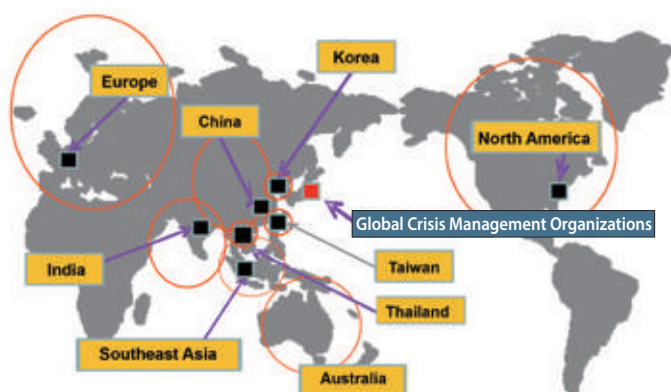 Korea
Europe
China
North America
Global Crisis Management Organizations
India
Taiwan
Thailand
Southeast Asia
Australia